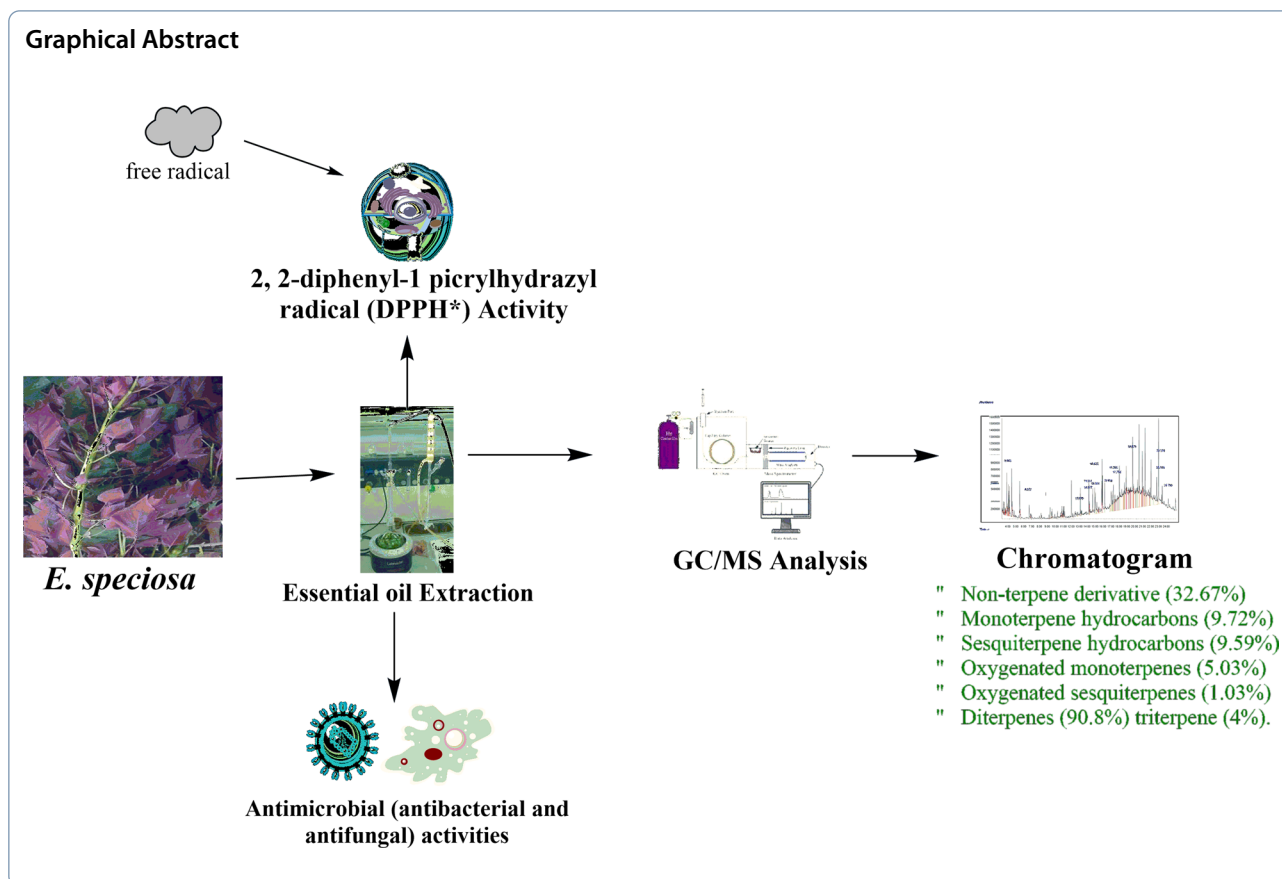 Graphical Abstract
free radical
2, 2-diphenyl-1 picrylhydrazyl
radical (DPPH*) Activity
E. speciosa
Essential oil Extraction
GC/MS Analysis
Chromatogram
" Non-terpene derivative (32.67%)
" Monoterpene hydrocarbons (9.72%)
" Sesquiterpene hydrocarbons (9.59%)
" Oxygenated monoterpenes (5.03%)
" Oxygenated sesquiterpenes (1.03%)
" Diterpenes (90.8%) triterpene (4%).
Antimicrobial (antibacterial and
antifungal) activities